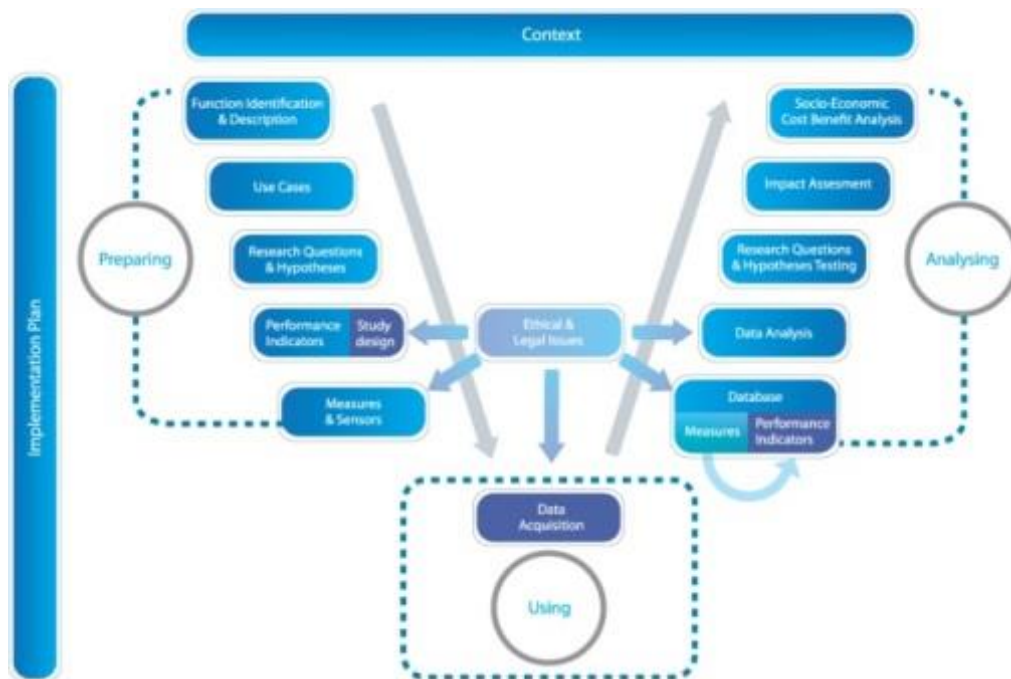 Context
Implementation Plan
Function Identification
& Description
Use Cases
Research Questions
& Hypotheses
Performance
Indicators
Study
design
Measures
& Sensors
Preparing
Ethical &
Legal Issues
Data
Acquisition
Using
Socio-Economic
Cost Benefit Analysis
Impact Assesment
Research Questions
& Hypotheses Testing
Data Analysis
Database
Measures
Performance
Indicators
Analysing